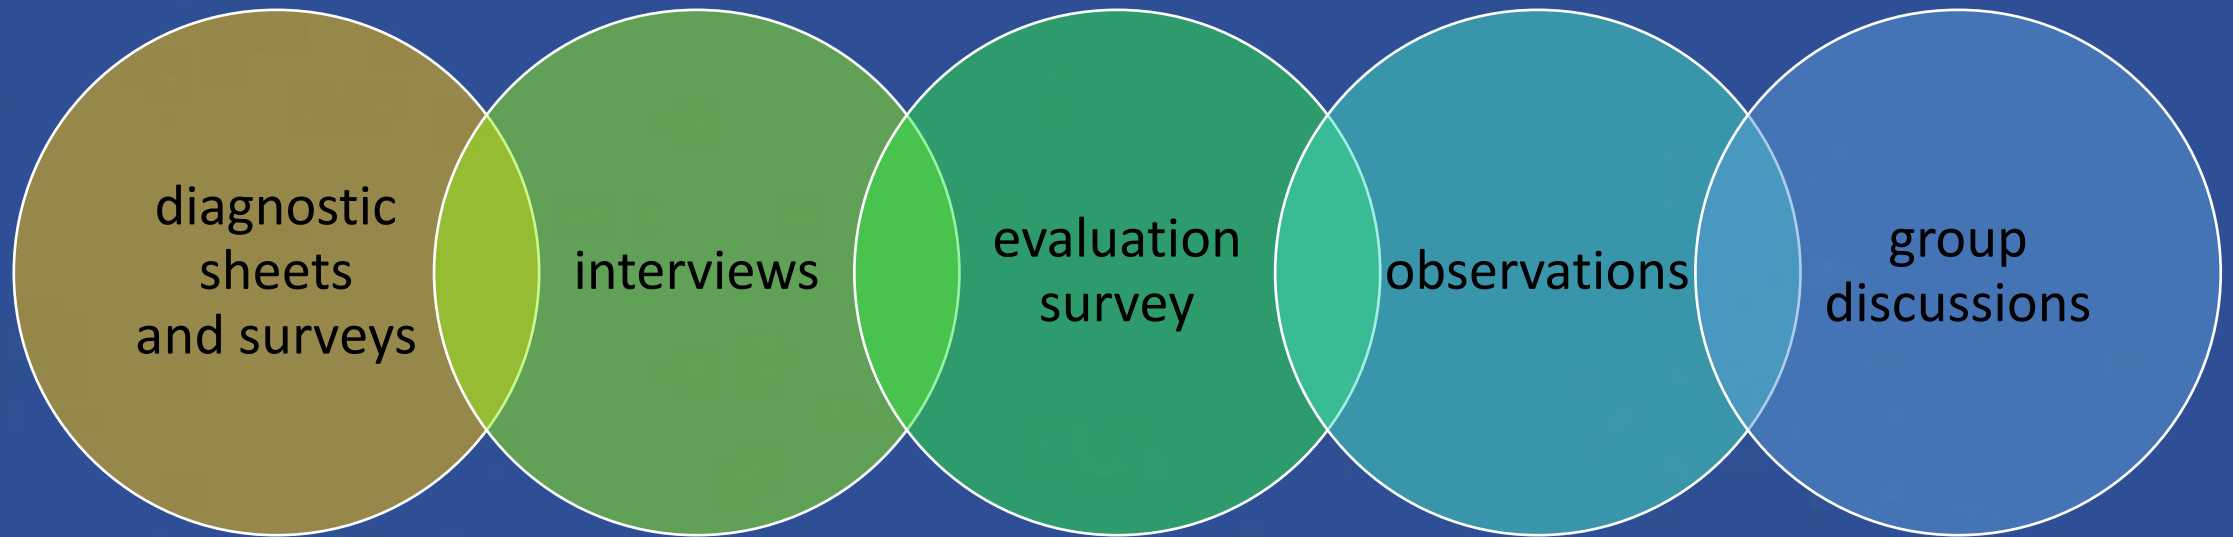 diagnostic
sheets
and surveys
interviews
evaluation
survey
observations
group
discussions